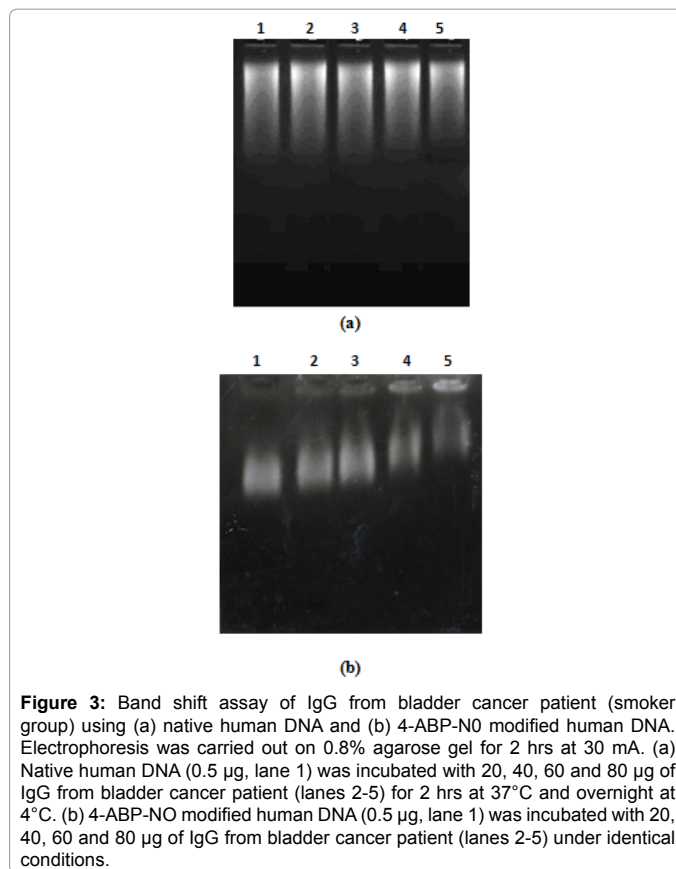 1 2 3 4 5
(a)
1 2 3 4 5
(b)
Figure 3: Band shift assay of IgG from bladder cancer patient (smoker
group) using (a) native human DNA and (b) 4-ABP-N0 modified human DNA.
Electrophoresis was carried out on 0.8% agarose gel for 2 hrs at 30 mA. (a)
Native human DNA (0.5 µg, lane 1) was incubated with 20, 40, 60 and 80 µg of
IgG from bladder cancer patient (lanes 2-5) for 2 hrs at 37°C and overnight at
4°C. (b) 4-ABP-NO modified human DNA (0.5 µg, lane 1) was incubated with 20,
40, 60 and 80 µg of IgG from bladder cancer patient (lanes 2-5) under identical
conditions.